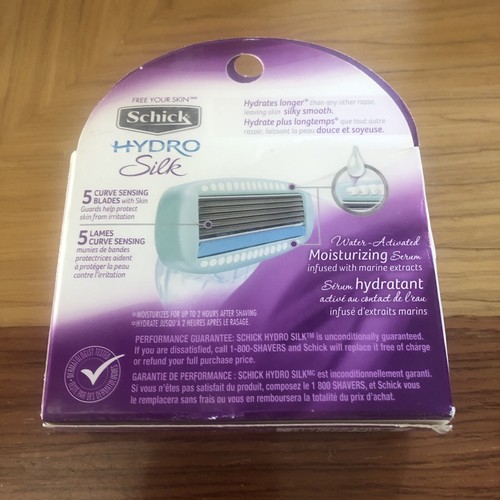 FREE YOUR SKIN™
Schick
HYDRO
Silk
Hydrates longer* than any other razor,
leaving skin silky smooth.
Hydrate plus longtemps* que tout autre
rasoir, laissant la peau douce et soyeuse.
5 CURVE SENSING
BLADES with Skin
Guards help protect
skin from irritation
5 LAMES
CURVE SENSING
munies de bandes
protectrices aident
à protéger la peau
contre l'irritation
Water-Activated
Moisturizing Serum
infused with marine extracts
Sérum hydratant
activé au contact de l'eau
infusé d'extraits marins
*MOISTURIZES FOR UP TO 2 HOURS AFTER SHAVING
*HYDRATE JUSQU'À 2 HEURES APRÈS LE RASAGE.
PERFORMANCE GUARANTEE: SCHICK HYDRO SILK™ is unconditionally guaranteed.
If you are dissatisfied, call 1-800-SHAVERS and Schick will replace it free of charge
or refund your full purchase price.
GARANTIE DE PERFORMANCE : SCHICK HYDRO SILKMC est inconditionnellement garanti.
Si vous n'êtes pas satisfait du produit, composez le 1 800 SHAVERS, et Schick vous
le remplacera sans frais ou vous en remboursera la totalité du prix d'achat.